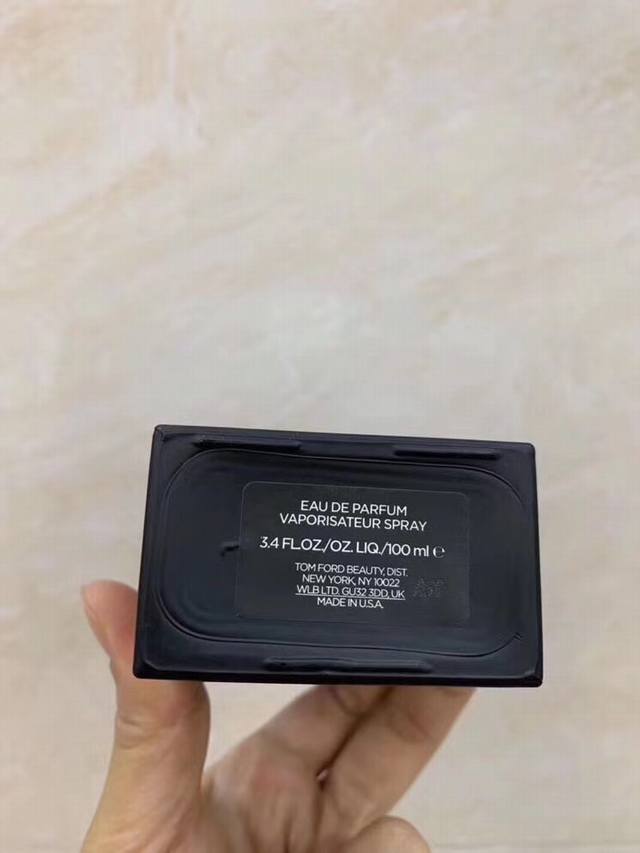 EAU DE PARFUM
VAPORISATEUR SPRAY
3.4 FL.OZ./OZ. LIQ./100 ml ℮
TOM FORD BEAUTY, DIST.
NEW YORK, NY 10022
WLB LTD. GU32 3DD, UK
MADE IN U.S.A.